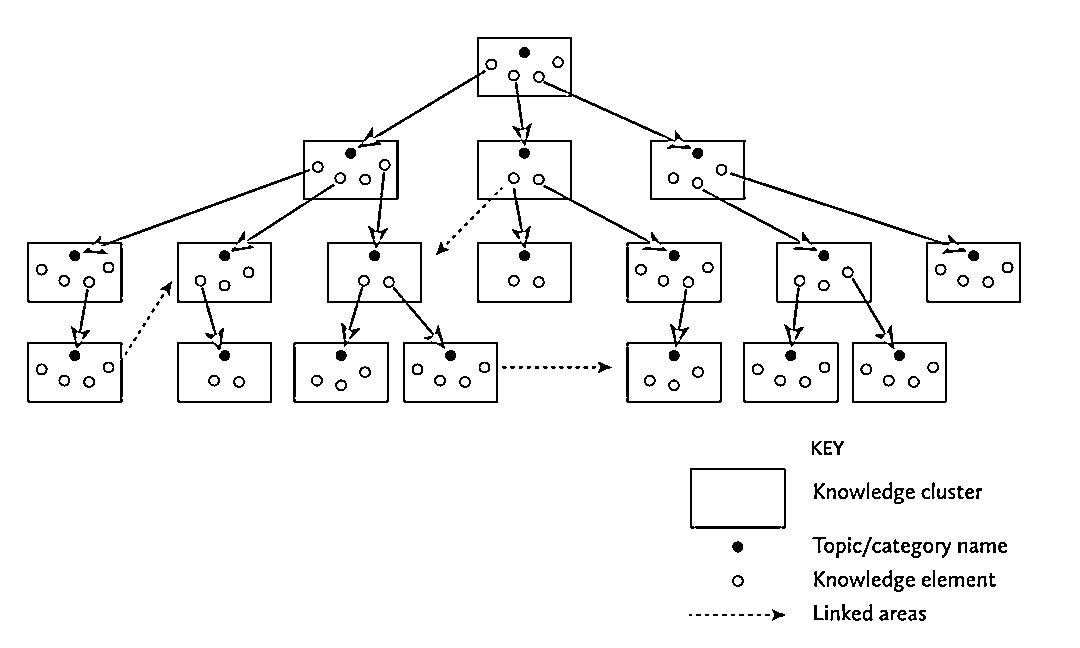 KEY
Knowledge cluster
Topic/category name
Knowledge element
Linked areas